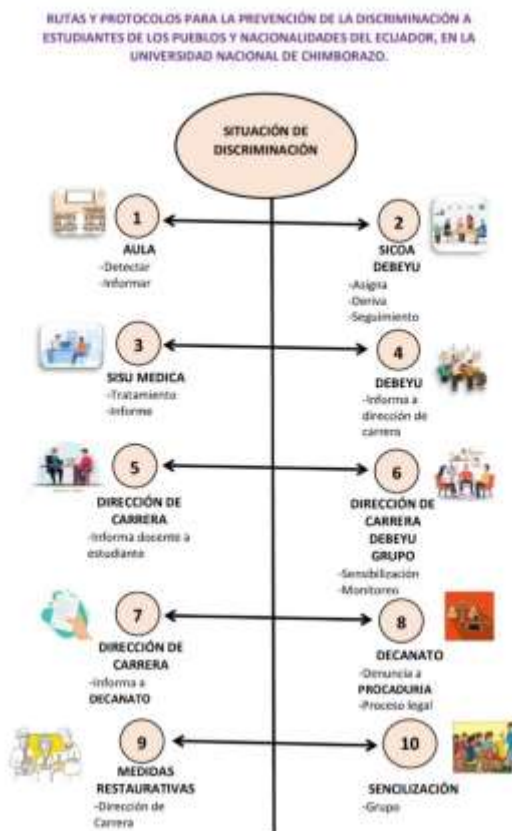 RUTAS Y PROTOCOLOS PARA LA PREVENCIÓN DE LA DISCRIMINACIÓN A
ESTUDIANTES DE LOS PUEBLOS Y NACIONALIDADES DEL ECUADOR, EN LA
UNIVERSIDAD NACIONAL DE CHIMBORAZO.
SITUACIÓN DE
DISCRIMINACIÓN
1
AULA
-Detectar
-Informar
2
SICOA
DEBEYU
-Asigna
-Deriva
-Seguimiento
3
SISU MEDICA
-Tratamiento
-Informe
4
DEBEYU
-Informa a
dirección de
carrera
5
DIRECCIÓN DE
CARRERA
-Informa docente a
estudiante
6
DIRECCIÓN DE
CARRERA
DEBEYU
GRUPO
-Sensibilización
-Monitoreo
7
DIRECCIÓN DE
CARRERA
-Informa a
DECANATO
8
DECANATO
-Denuncia a
PROCADURIA
-Proceso legal
9
MEDIDAS
RESTAURATIVAS
-Dirección de
Carrera
10
SENCILIZACIÓN
-Grupo